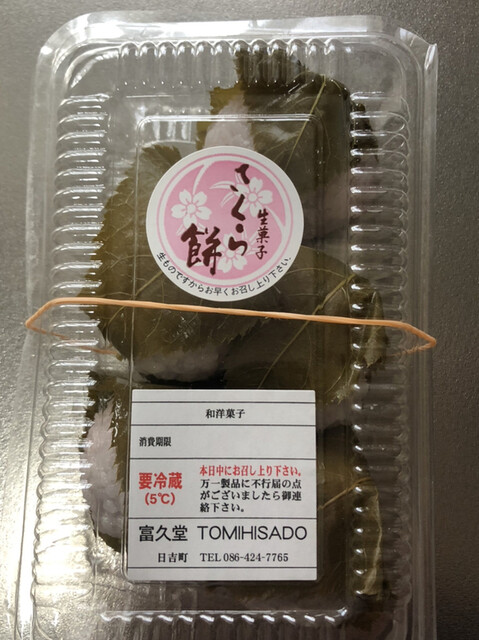 さくら餅
生菓子
生ものですからお早くお召し上り下さい。
和洋菓子
消費期限
要冷蔵
(5℃)
本日中にお召し上り下さい。
万一製品に不行届の点
がございましたら御連
絡下さい。
富久堂 TOMIHISADO
日吉町 TEL 086-424-7765